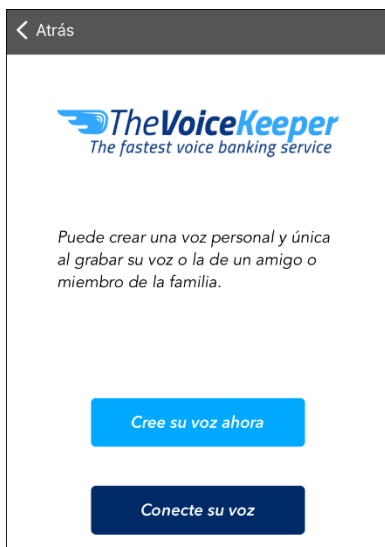 Atrás
TheVoiceKeeper
The fastest voice banking service
Puede crear una voz personal y única
al grabar su voz o la de un amigo o
miembro de la familia.
Cree su voz ahora
Conecte su voz